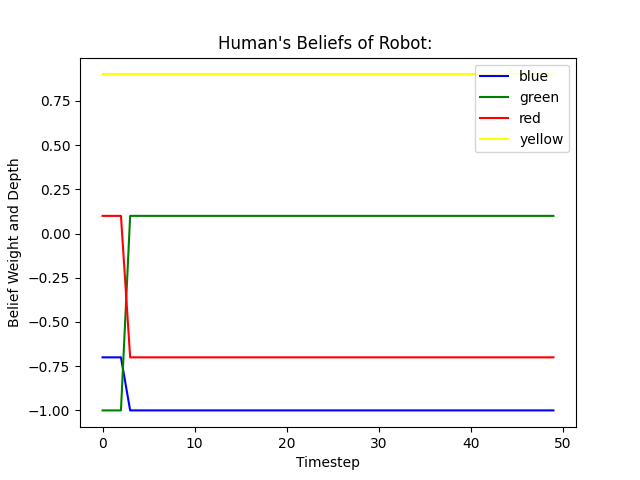 Human's Beliefs of Robot:
blue
green
red
yellow
0.75
0.50
0.25
0.00
−0.25
−0.50
−0.75
−1.00
Belief Weight and Depth
0 10 20 30 40 50
Timestep